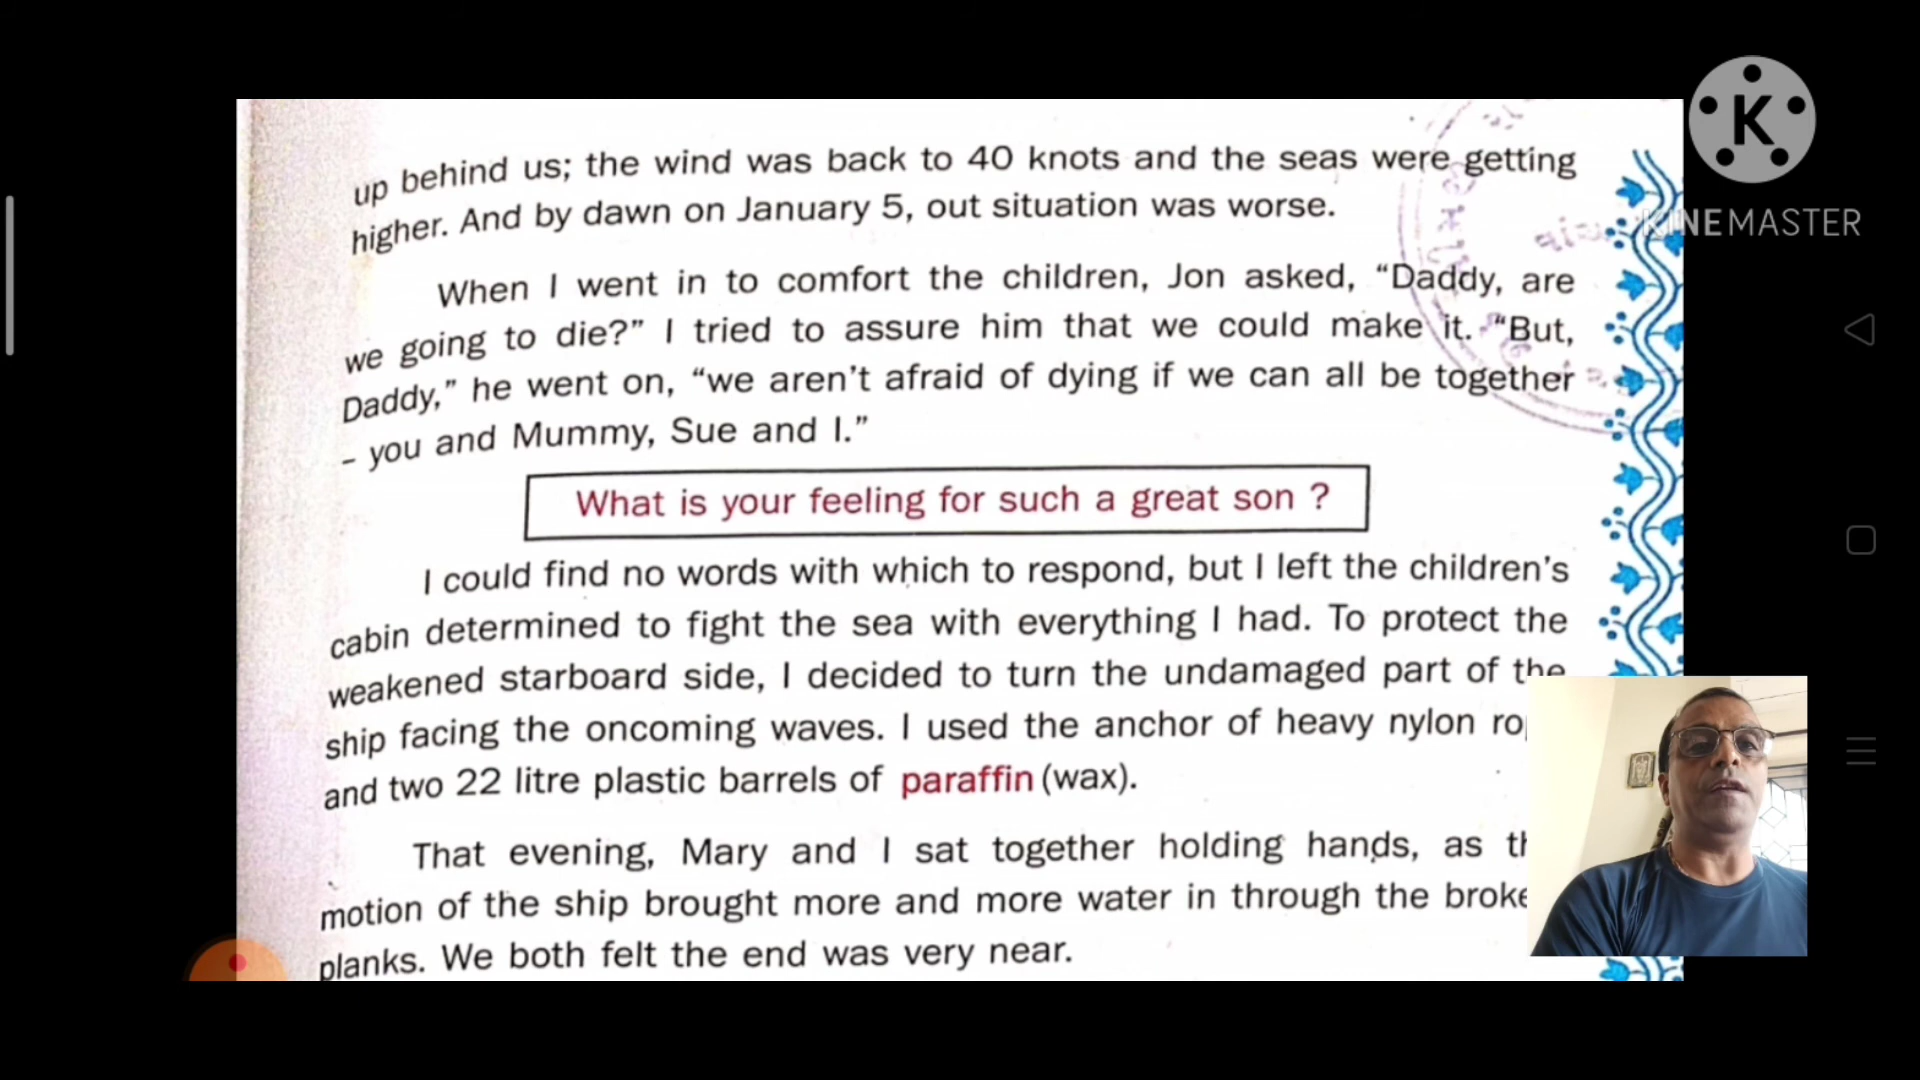 up behind us; the wind was back to 40 knots and the seas were getting
higher. And by dawn on January 5, out situation was worse.
When I went in to comfort the children, Jon asked, “Daddy, are
we going to die?” I tried to assure him that we could make it. “But,
Daddy,” he went on, “we aren't afraid of dying if we can all be together
– you and Mummy, Sue and I.”
What is your feeling for such a great son ?
I could find no words with which to respond, but I left the children's
cabin determined to fight the sea with everything I had. To protect the
weakened starboard side, I decided to turn the undamaged part of the
ship facing the oncoming waves. I used the anchor of heavy nylon
and two 22 litre plastic barrels of paraffin (wax).
That evening, Mary and I sat together holding hands, as
motion of the ship brought more and more water in through the
planks. We both felt the end was very near.
K
KINEMASTER